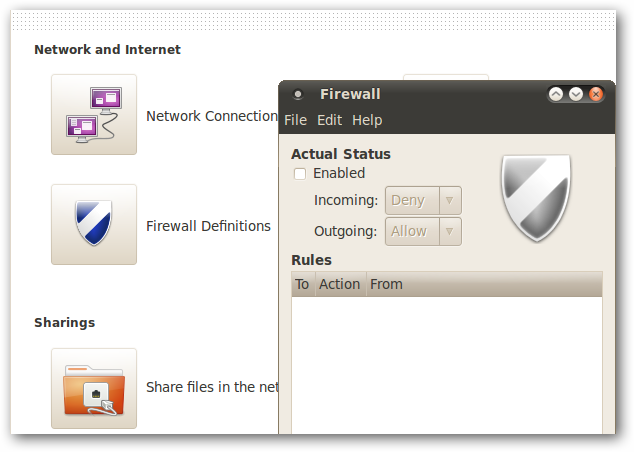 Network and Internet
Network Connection
Firewall Definitions
Sharings
Share files in the net
Firewall
File Edit Help
Actual Status
Enabled
Incoming: Deny
Outgoing: Allow
Rules
To Action From